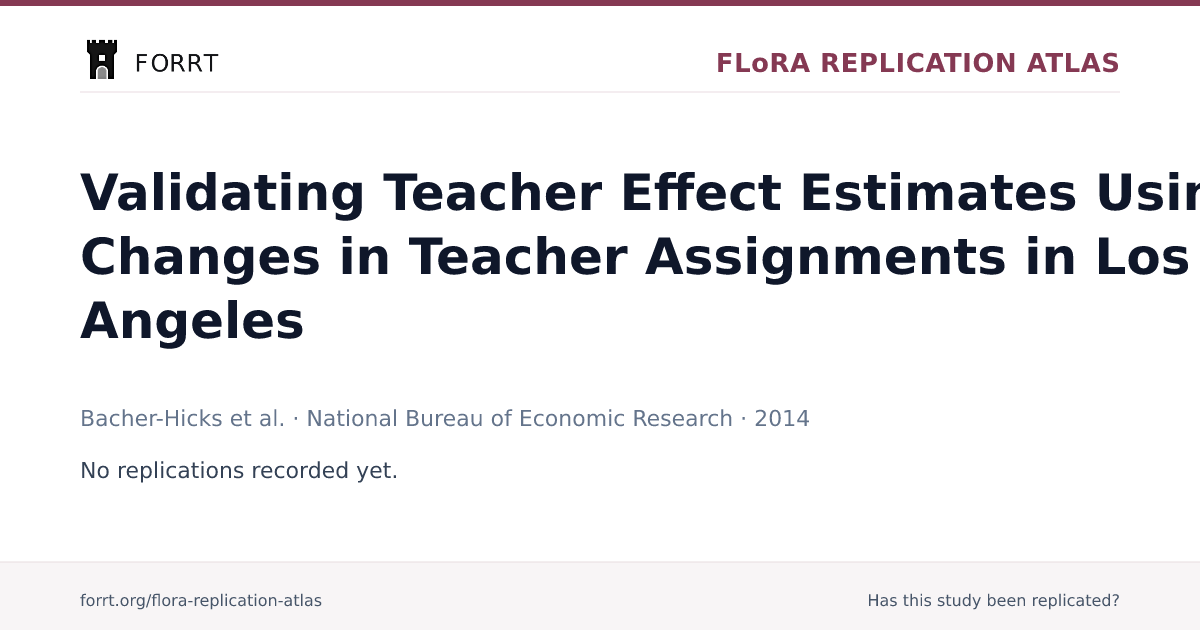 FORRT
FLoRA REPLICATION ATLAS
Validating Teacher Effect Estimates
Changes in Teacher Assignments in Los
Angeles
Bacher-Hicks et al. · National Bureau of Economic Research · 2014
No replications recorded yet.
forrt.org/flora-replication-atlas
Has this study been replicated?